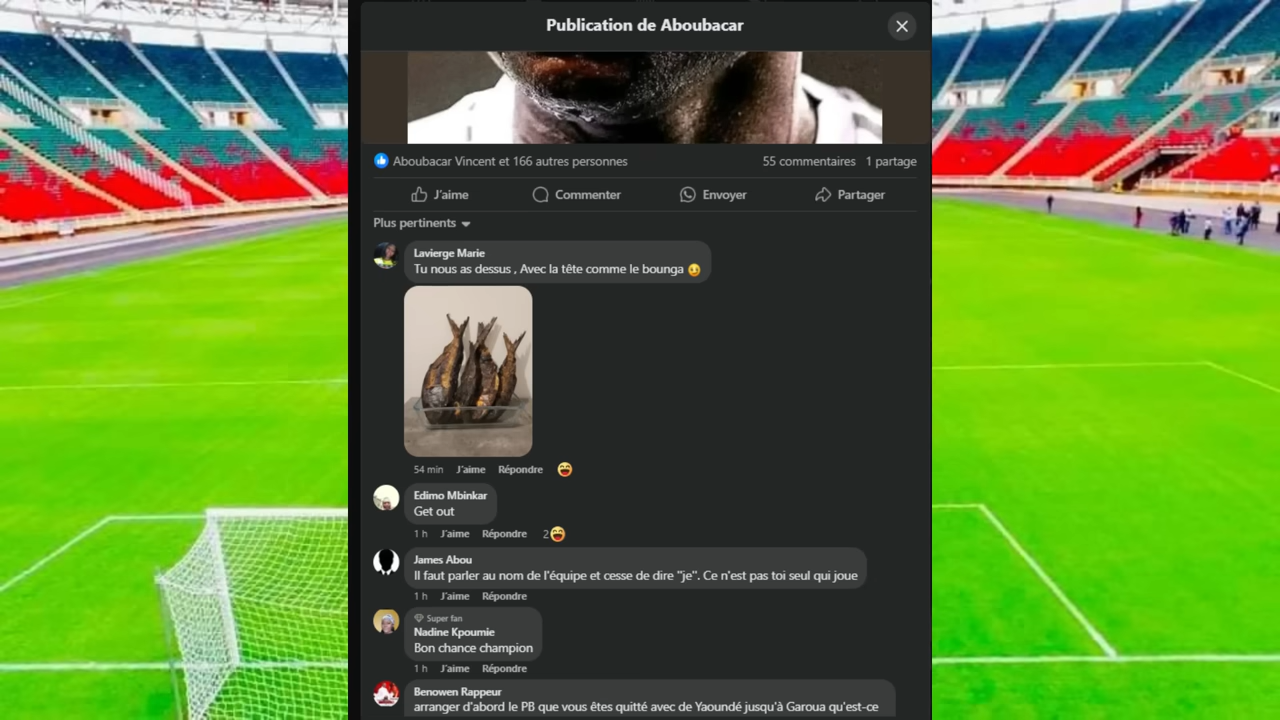 Publication de Aboubacar
Aboubacar Vincent et 166 autres personnes
55 commentaires 1 partage
J'aime Commenter Envoyer Partager
Plus pertinents
Lavierge Marie
Tu nous as dessus , Avec la tête comme le bounga 😉
54 min J'aime Répondre
Edimo Mbinkar
Get out
1 h J'aime Répondre 2
James Abou
Il faut parler au nom de l'équipe et cesse de dire "je". Ce n'est pas toi seul qui joue
1 h J'aime Répondre
Super fan
Nadine Kpoumie
Bon chance champion
1 h J'aime Répondre
Benowen Rappeur
arranger d'abord le PB que vous êtes quitté avec de Yaoundé jusqu'à Garoua qu'est-ce